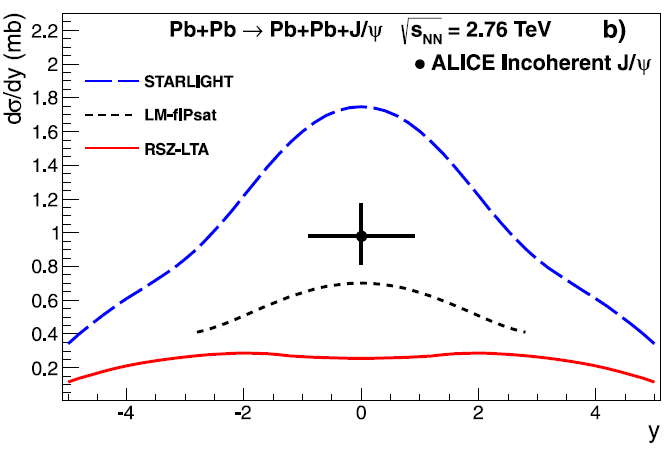 Pb+Pb → Pb+Pb+J/ψ √sNN = 2.76 TeV b)
• ALICE Incoherent J/ψ
STARLIGHT
LM-fIPsat
RSZ-LTA
dσ/dy (mb)
2.2
2
1.8
1.6
1.4
1.2
1
0.8
0.6
0.4
0.2
-4 -2 0 2 4
y